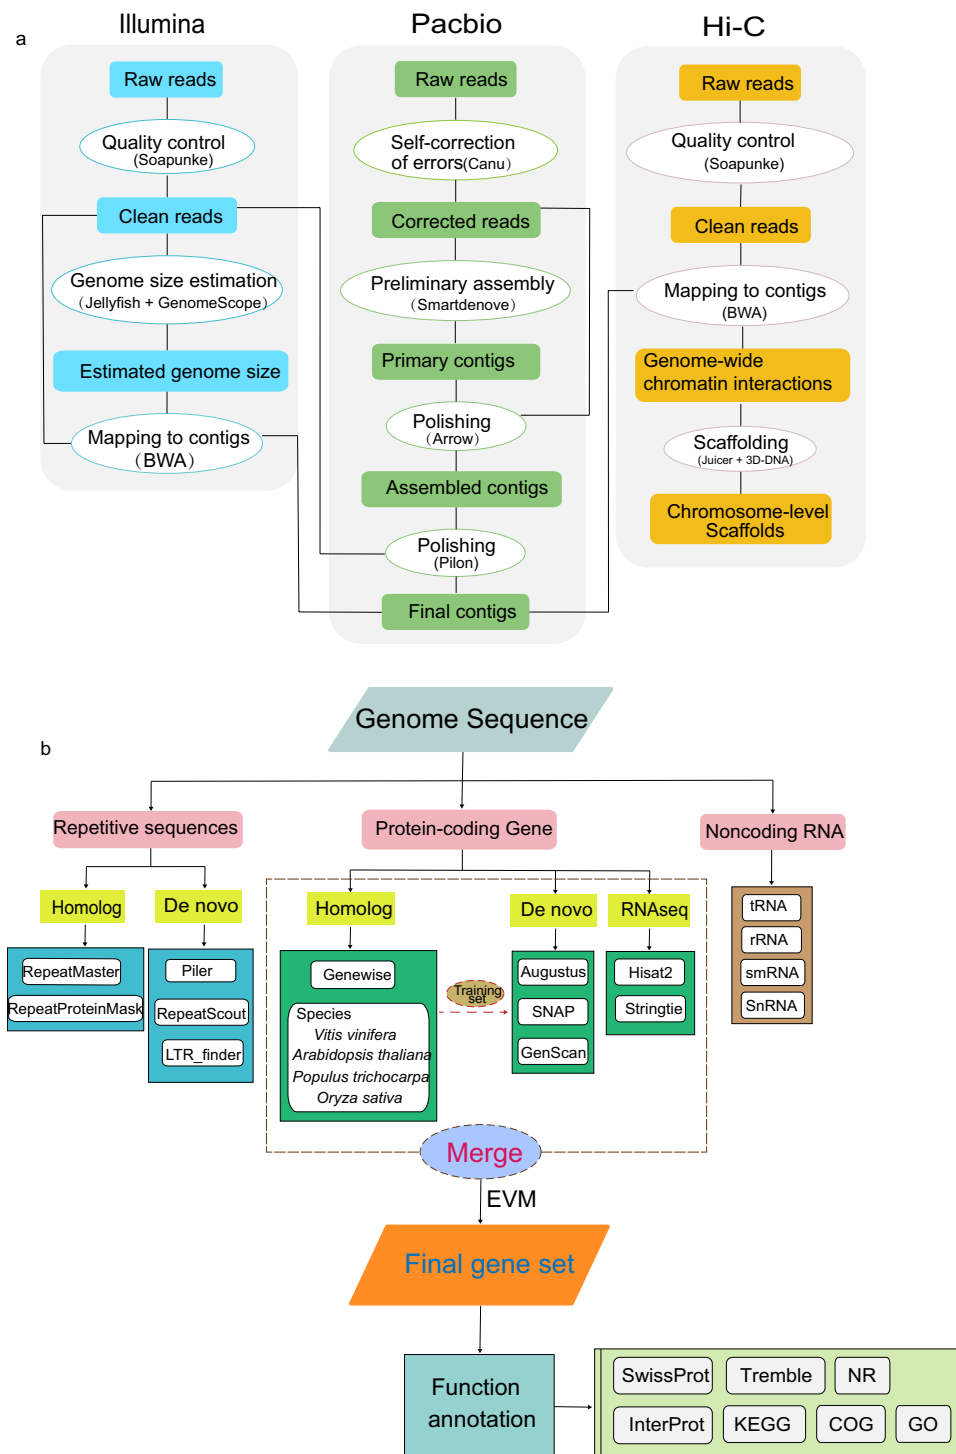 a
Illumina
Raw reads
Quality control
(Soapunke)
Clean reads
Genome size estimation
(Jellyfish + GenomeScope)
Estimated genome size
Mapping to contigs
(BWA)
Pacbio
Raw reads
Self-correction
of errors(Canu)
Corrected reads
Preliminary assembly
(Smartdenove)
Primary contigs
Polishing
(Arrow)
Assembled contigs
Polishing
(Pilon)
Final contigs
Hi-C
Raw reads
Quality control
(Soapunke)
Clean reads
Mapping to contigs
(BWA)
Genome-wide
chromatin interactions
Scaffolding
(Juicer + 3D-DNA)
Chromosome-level
Scaffolds
b
Genome Sequence
Repetitive sequences
Protein-coding Gene
Noncoding RNA
Homolog
De novo
Homolog
De novo
RNAseq
RepeatMaster
RepeatProteinMask
Piler
RepeatScout
LTR_finder
Genewise
Species
Vitis vinifera
Arabidopsis thaliana
Populus trichocarpa
Oryza sativa
Training
set
Augustus
SNAP
GenScan
Hisat2
Stringtie
tRNA
rRNA
smRNA
SnRNA
Merge
EVM
Final gene set
Function
annotation
SwissProt
Tremble
NR
InterProt
KEGG
COG
GO